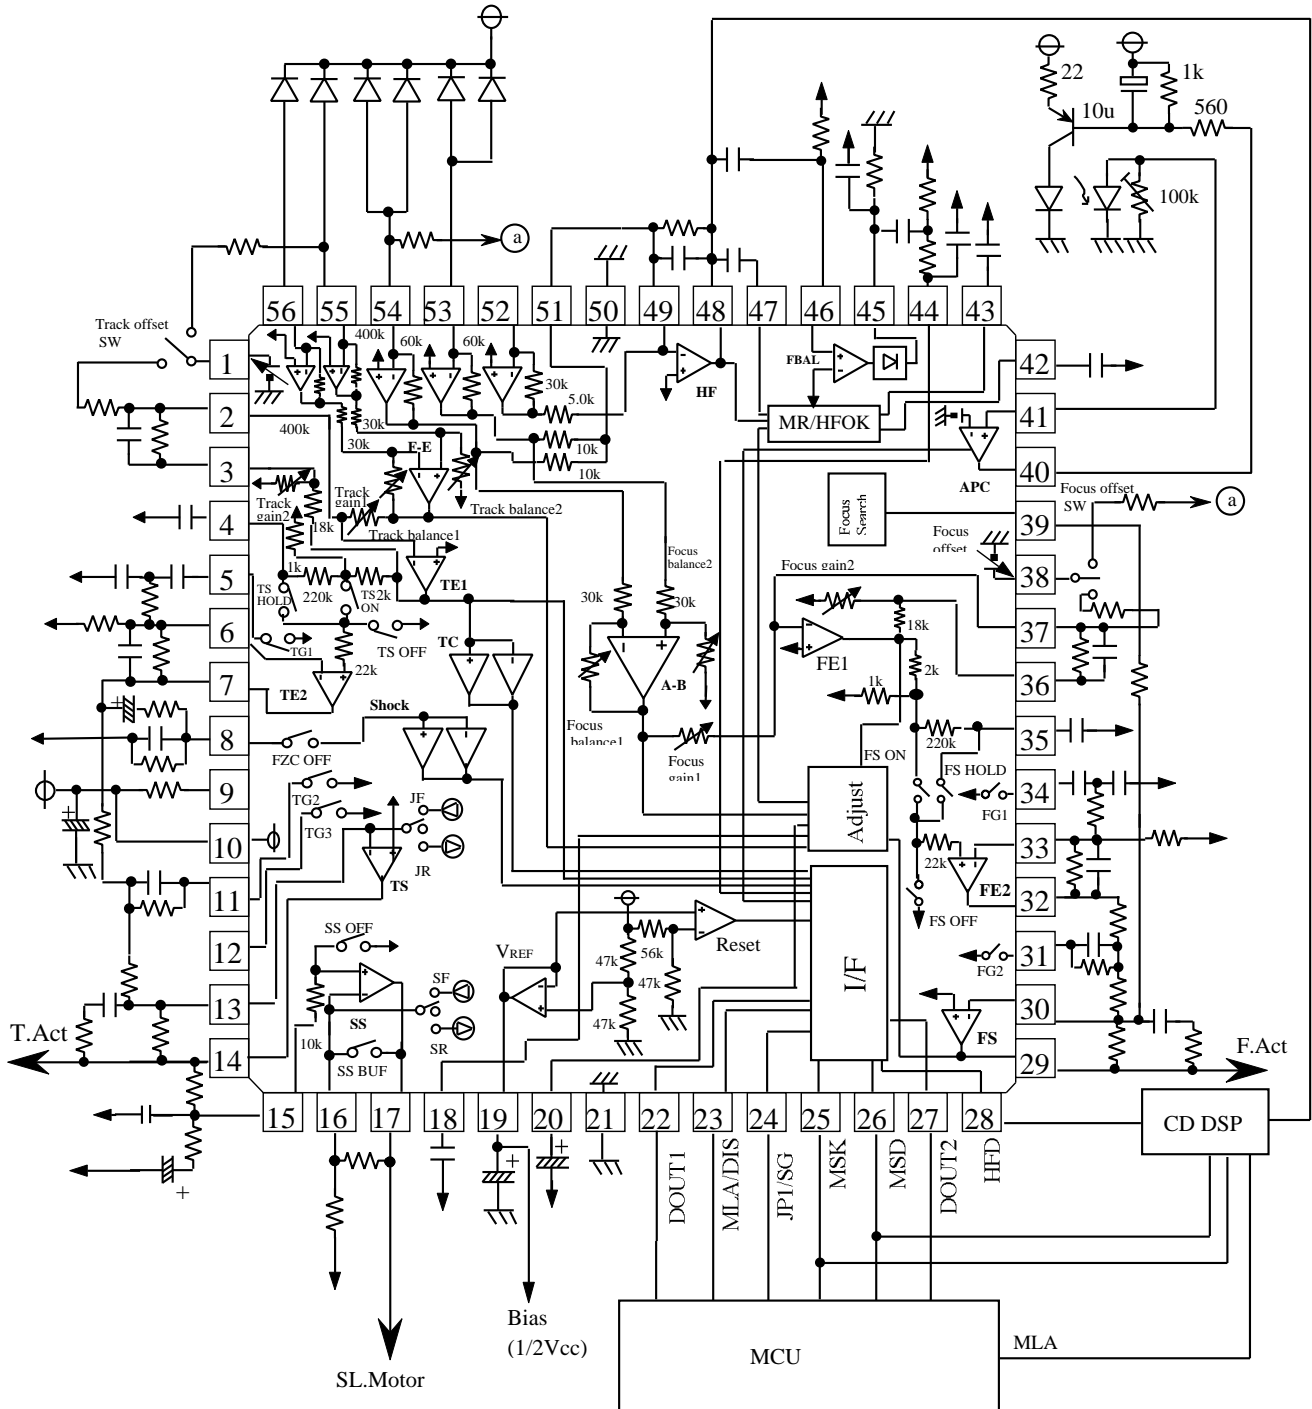 22
1k
10u
560
100k
a
56 55 54 53 52 51 50 49 48 47 46 45 44 43
Track offset
SW
1
2
3
4
5
6
7
8
9
10
11
12
13
14
400k
60k
60k
30k
5.0k
10k
10k
400k
30k
30k
F-E
HF
FBAL
MR/HFOK
APC
42
41
40
39
38
37
36
35
34
33
32
31
30
29
Track
gain2
18k
Track
gain1
Track balance2
Track balance1
1k
TS
HOLD
220k
TS2k
ON
TE1
TG1
TS OFF
22k
TE2
TC
Shock
FZC OFF
TG2
TG3
JF
JR
TS
Focus
balance2
30k
30k
A-B
Focus
balance1
Focus
gain1
Focus
Search
Focus offset
SW
a
Focus
offset
Focus gain2
FE1
18k
2k
1k
FS ON
220k
FS HOLD
FG1
Adjust
22k
FE2
FS OFF
FG2
FS
I/F
Reset
VREF
56k
47k
47k
47k
SS OFF
SS
10k
SS BUF
SF
SR
T.Act
F.Act
15 16 17 18 19 20 21 22 23 24 25 26 27 28
CD DSP
DOUT1
MLA/DIS
JP1/SG
MSK
MSD
DOUT2
HFD
Bias
(1/2Vcc)
SL.Motor
MCU
MLA